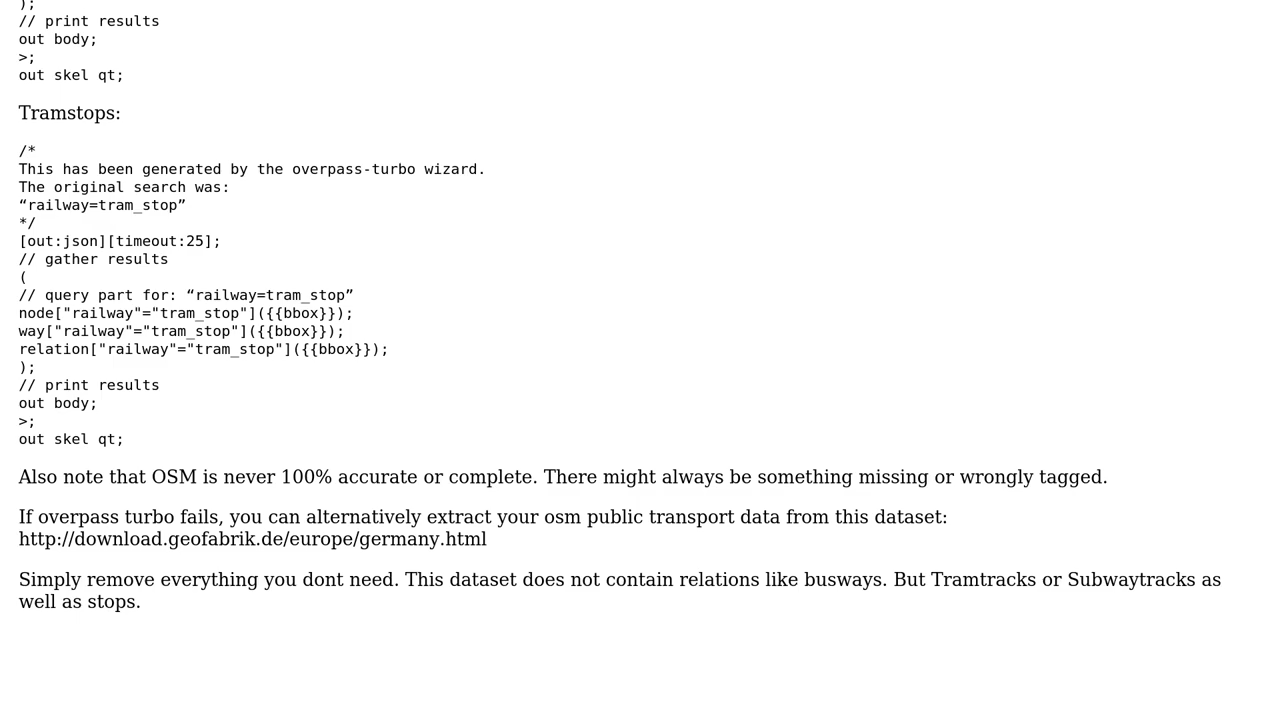 );
// print results
out body;
>;
out skel qt;
Tramstops:
/*
This has been generated by the overpass-turbo wizard.
The original search was:
“railway=tram_stop”
*/
[out:json][timeout:25];
// gather results
(
// query part for: “railway=tram_stop”
node["railway"="tram_stop"]({{bbox}});
way["railway"="tram_stop"]({{bbox}});
relation["railway"="tram_stop"]({{bbox}});
);
// print results
out body;
>;
out skel qt;
Also note that OSM is never 100% accurate or complete. There might always be something missing or wrongly tagged.
If overpass turbo fails, you can alternatively extract your osm public transport data from this dataset:
http://download.geofabrik.de/europe/germany.html
Simply remove everything you dont need. This dataset does not contain relations like busways. But Tramtracks or Subwaytracks as
well as stops.